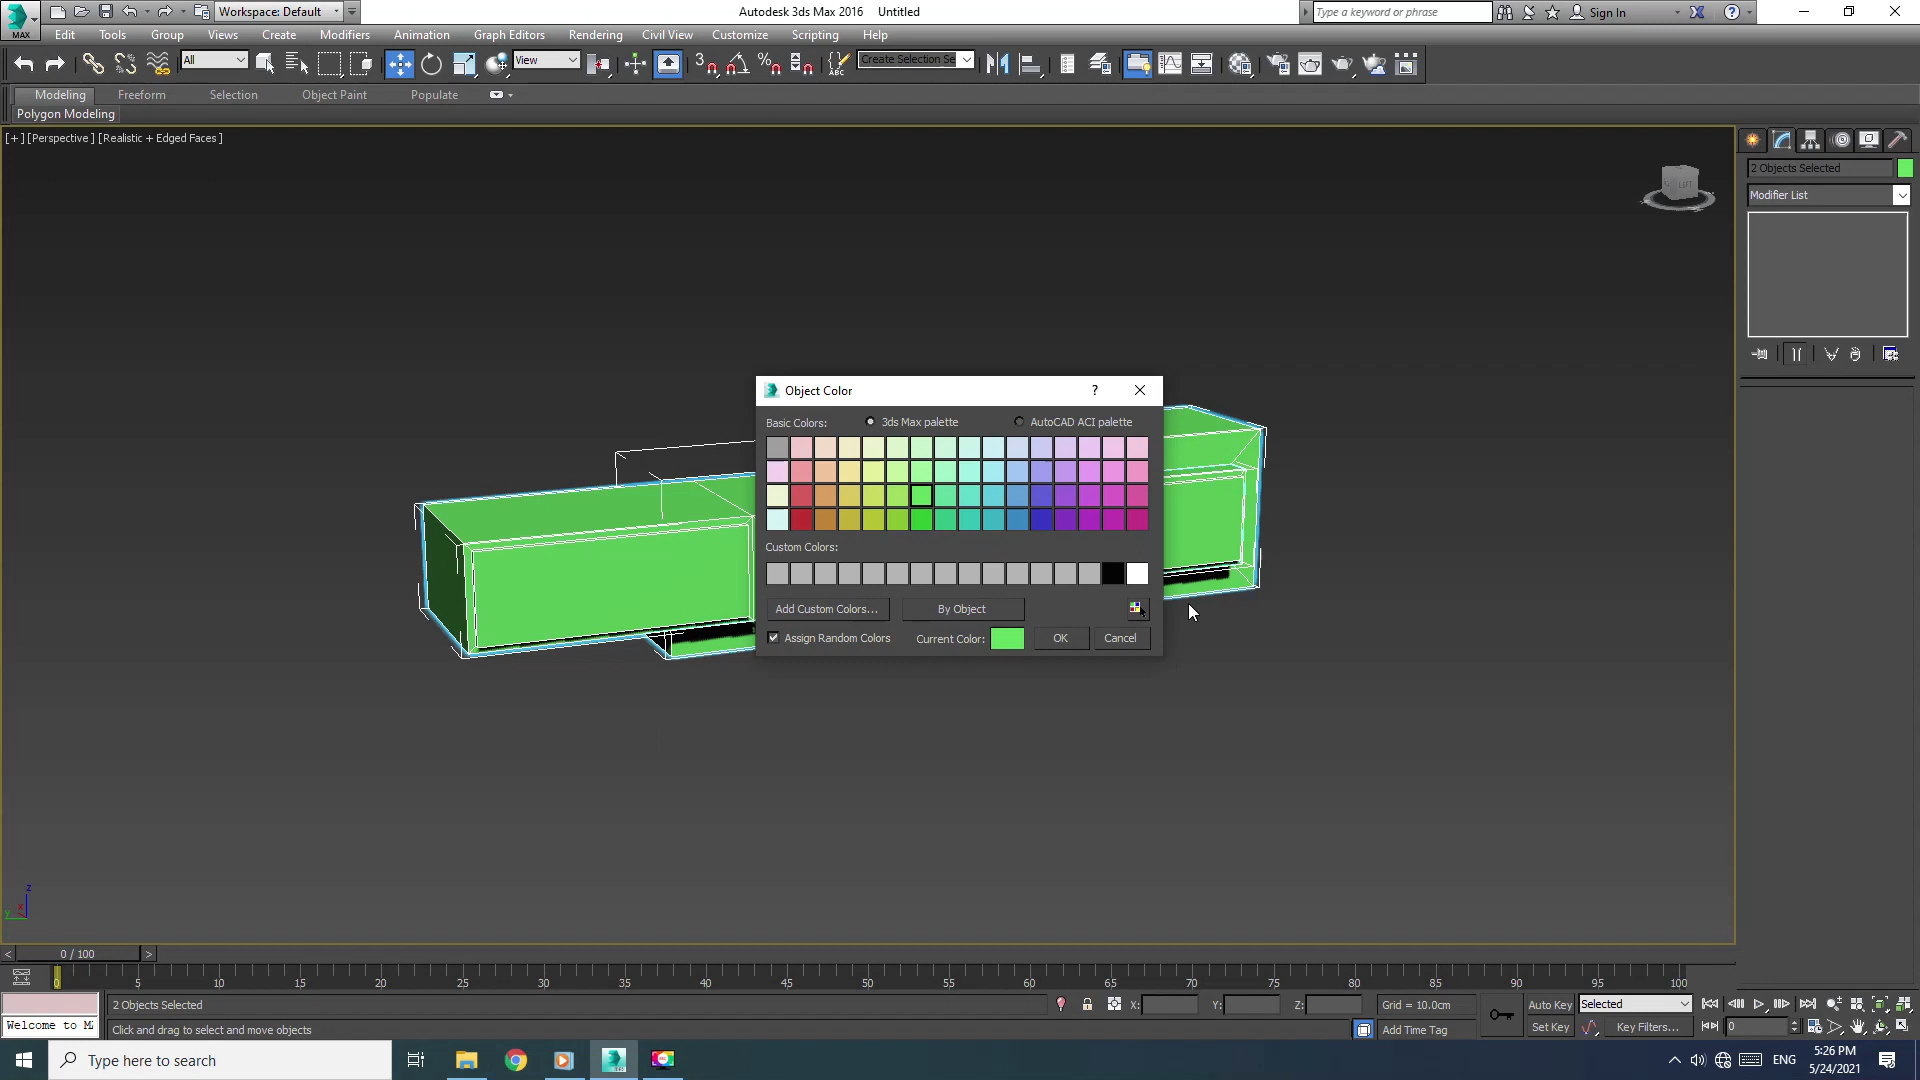 MAX Workspace: Default Autodesk 3ds Max 2016 Untitled Type a keyword or phrase Sign In
Edit Tools Group Views Create Modifiers Animation Graph Editors Rendering Civil View Customize Scripting Help
All View 3 ABC Create Selection Se
Modeling Freeform Selection Object Paint Populate
Polygon Modeling
[+] [Perspective ] [Realistic + Edged Faces ]
2 Objects Selected
Modifier List
LEFT
Object Color ?
Basic Colors: 3ds Max palette AutoCAD ACI palette
Custom Colors:
Add Custom Colors... By Object
Assign Random Colors Current Color: OK Cancel
z
x
y
< 0 / 100 >
0 5 10 15 20 25 30 35 40 45 50 55 60 65 70 75 80 85 90 95 100
2 Objects Selected X: Y: Z: Grid = 10.0cm Auto Key Selected
Welcome to M Click and drag to select and move objects Add Time Tag Set Key Key Filters... 0
Type here to search ENG 5:26 PM
5/24/2021